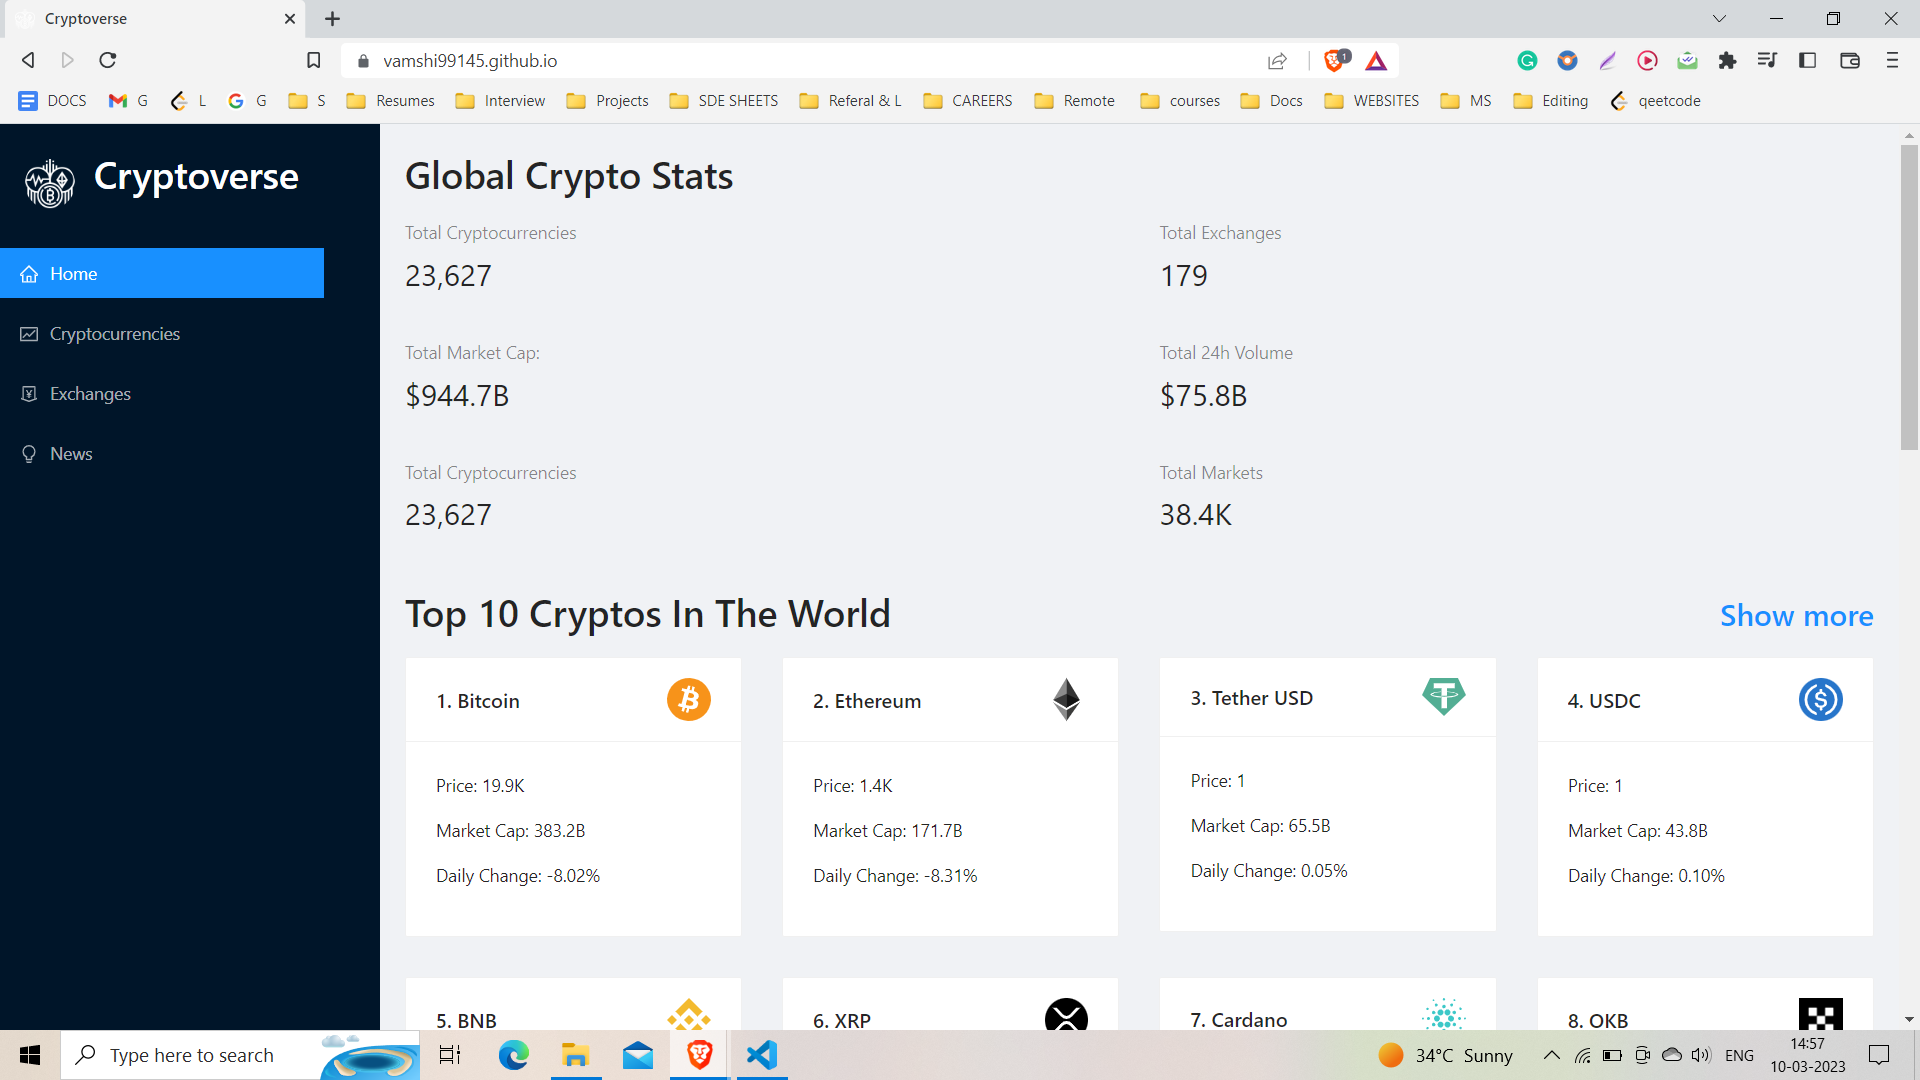 Cryptoverse
vamshi99145.github.io
1
DOCS G L G S Resumes Interview Projects SDE SHEETS Referal & L CAREERS Remote courses Docs WEBSITES MS Editing qeetcode
Cryptoverse
Home
Cryptocurrencies
Exchanges
News
Global Crypto Stats
Total Cryptocurrencies
23,627
Total Exchanges
179
Total Market Cap:
$944.7B
Total 24h Volume
$75.8B
Total Cryptocurrencies
23,627
Total Markets
38.4K
Top 10 Cryptos In The World
Show more
1. Bitcoin
Price: 19.9K
Market Cap: 383.2B
Daily Change: -8.02%
2. Ethereum
Price: 1.4K
Market Cap: 171.7B
Daily Change: -8.31%
3. Tether USD
Price: 1
Market Cap: 65.5B
Daily Change: 0.05%
4. USDC
Price: 1
Market Cap: 43.8B
Daily Change: 0.10%
5. BNB
6. XRP
7. Cardano
8. OKB
Type here to search
34°C Sunny
ENG
14:57
10-03-2023